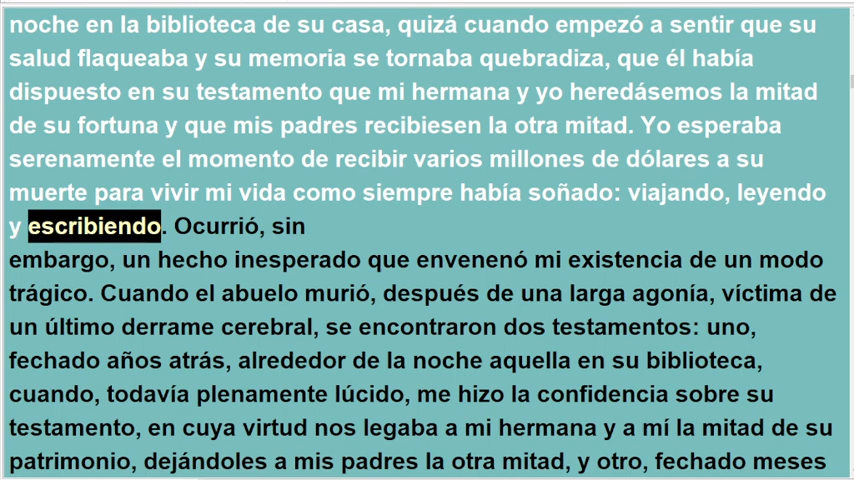 noche en la biblioteca de su casa, quizá cuando empezó a sentir que su
salud flaqueaba y su memoria se tornaba quebradiza, que él había
dispuesto en su testamento que mi hermana y yo heredásemos la mitad
de su fortuna y que mis padres recibiesen la otra mitad. Yo esperaba
serenamente el momento de recibir varios millones de dólares a su
muerte para vivir mi vida como siempre había soñado: viajando, leyendo
y escribiendo. Ocurrió, sin
embargo, un hecho inesperado que envenenó mi existencia de un modo
trágico. Cuando el abuelo murió, después de una larga agonía, víctima de
un último derrame cerebral, se encontraron dos testamentos: uno,
fechado años atrás, alrededor de la noche aquella en su biblioteca,
cuando, todavía plenamente lúcido, me hizo la confidencia sobre su
testamento, en cuya virtud nos legaba a mi hermana y a mí la mitad de su
patrimonio, dejándoles a mis padres la otra mitad, y otro, fechado meses